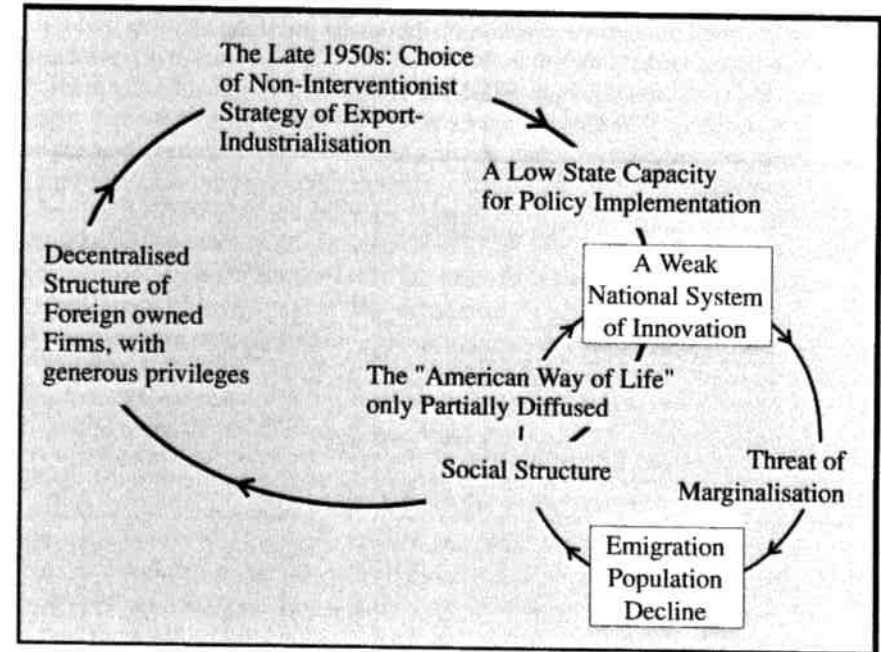 The Late 1950s: Choice
of Non-Interventionist
Strategy of Export-
Industrialisation
A Low State Capacity
for Policy Implementation
A Weak
National System
of Innovation
Decentralised
Structure of
Foreign owned
Firms, with
generous privileges
The "American Way of Life"
only Partially Diffused
Social Structure
Threat of
Marginalisation
Emigration
Population
Decline